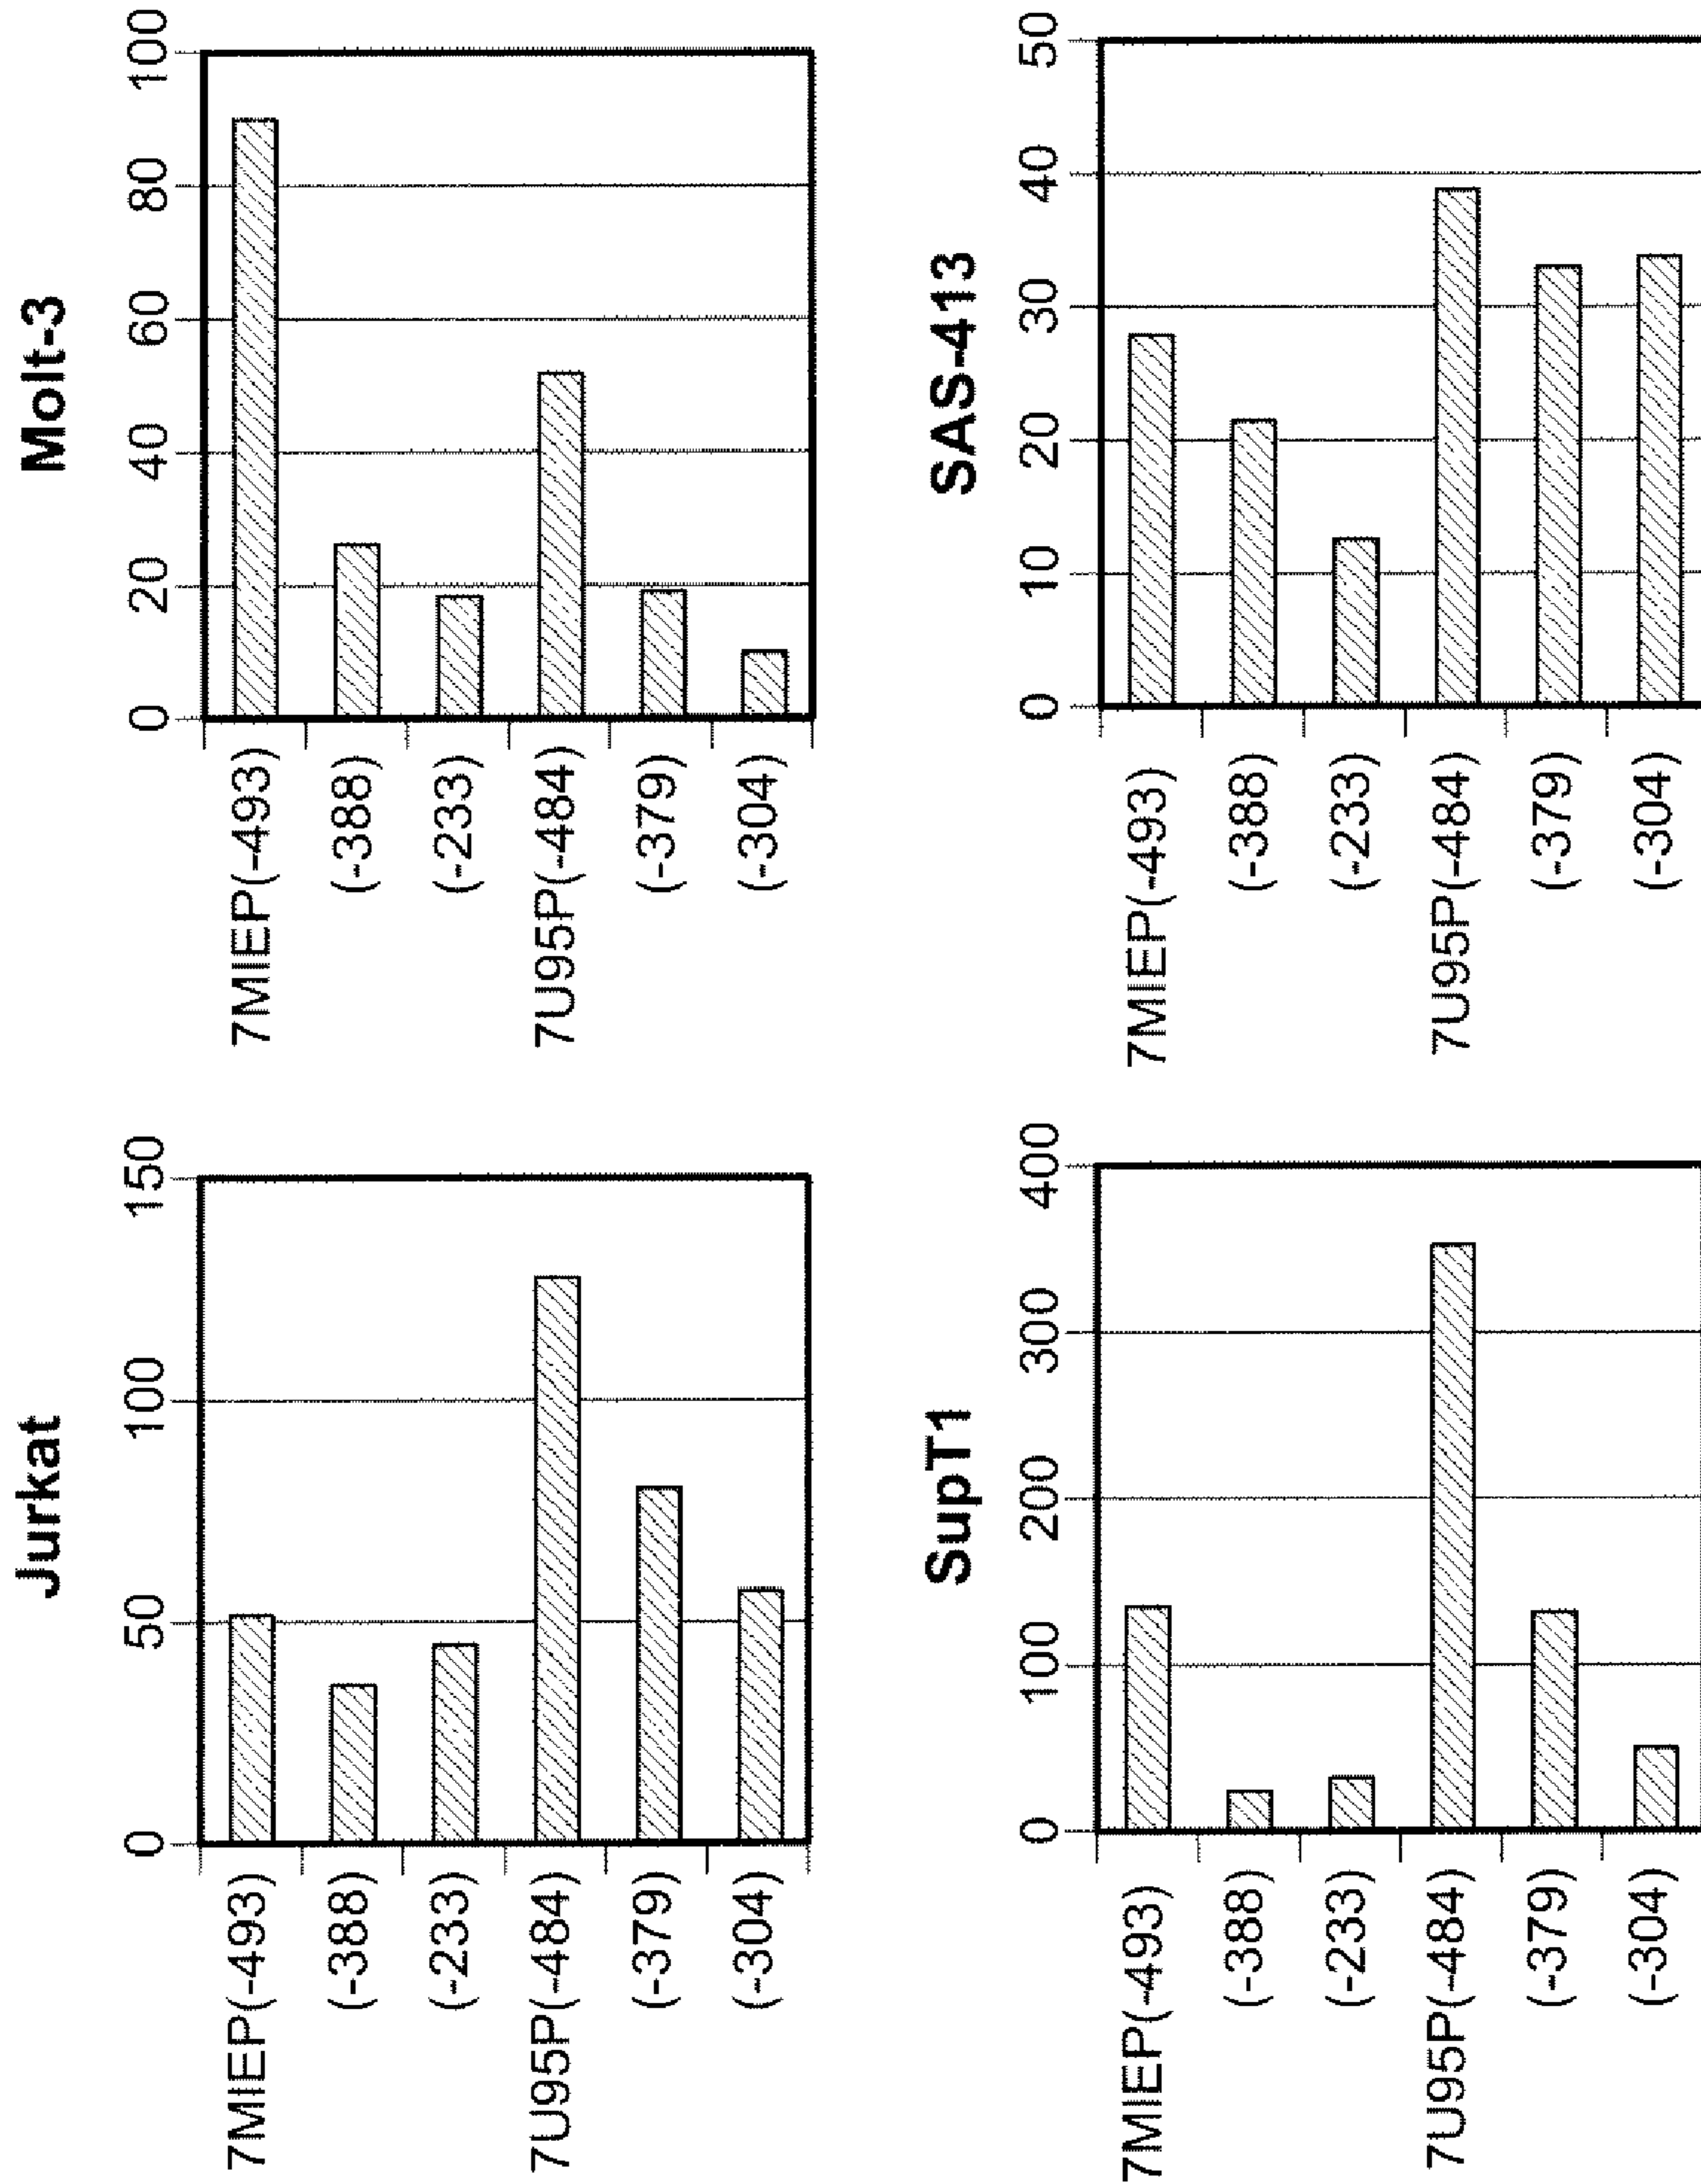 Jurkat
0 50 100 150
7MIEP(-493)
(-388)
(-233)
7U95P(-484)
(-379)
(-304)
Molt-3
0 20 40 60 80 100
7MIEP(-493)
(-388)
(-233)
7U95P(-484)
(-379)
(-304)
SupT1
0 100 200 300 400
7MIEP(-493)
(-388)
(-233)
7U95P(-484)
(-379)
(-304)
SAS-413
0 10 20 30 40 50
7MIEP(-493)
(-388)
(-233)
7U95P(-484)
(-379)
(-304)